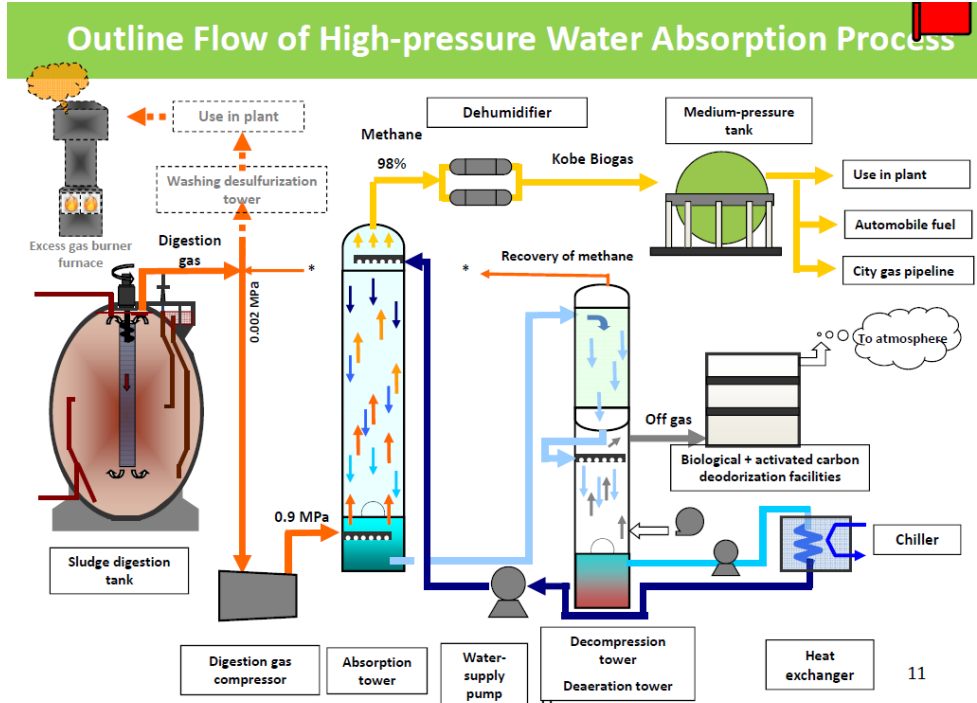 Outline Flow of High-pressure Water Absorption Process
Use in plant
Washing desulfurization
tower
Excess gas burner
furnace
Digestion
gas
*
0.002 MPa
Methane
98%
Dehumidifier
Kobe Biogas
Medium-pressure
tank
Use in plant
Automobile fuel
City gas pipeline
*
Recovery of methane
To atmosphere
Off gas
Biological + activated carbon
deodorization facilities
0.9 MPa
Sludge digestion
tank
Chiller
Digestion gas
compressor
Absorption
tower
Water-
supply
pump
Decompression
tower
Deaeration tower
Heat
exchanger
11